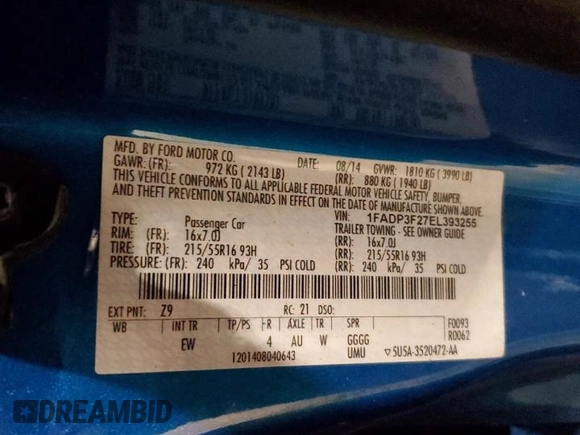 MFD. BY FORD MOTOR CO.
DATE: 08/14 GVWR: 1810 KG ( 3990 LB)
GAWR: (FR): 972 KG ( 2143 LB) (RR): 880 KG ( 1940 LB)
THIS VEHICLE CONFORMS TO ALL APPLICABLE FEDERAL MOTOR VEHICLE SAFETY, BUMPER,
AND THEFT PREVENTION STANDARDS IN EFFECT ON THE DATE OF MANUFACTURE SHOWN ABOVE.
VIN: 1FADP3F27EL393255
TYPE: Passenger Car TRAILER TOWING - SEE OWNER GUIDE
RIM: (FR): 16x7.0J (RR): 16x7.0J
TIRE: (FR): 215/55R16 93H (RR): 215/55R16 93H
PRESSURE: (FR): 240 kPa/ 35 PSI COLD (RR): 240 kPa/ 35 PSI COLD
EXT PNT: Z9 RC: 21 DSO: F0093
WB INT TR TP/PS R AXLE TR SPR R0062
EW 4 AU W GGGG
I201408040643 UMU ▽5U5A-3520472-AA
DREAMBID